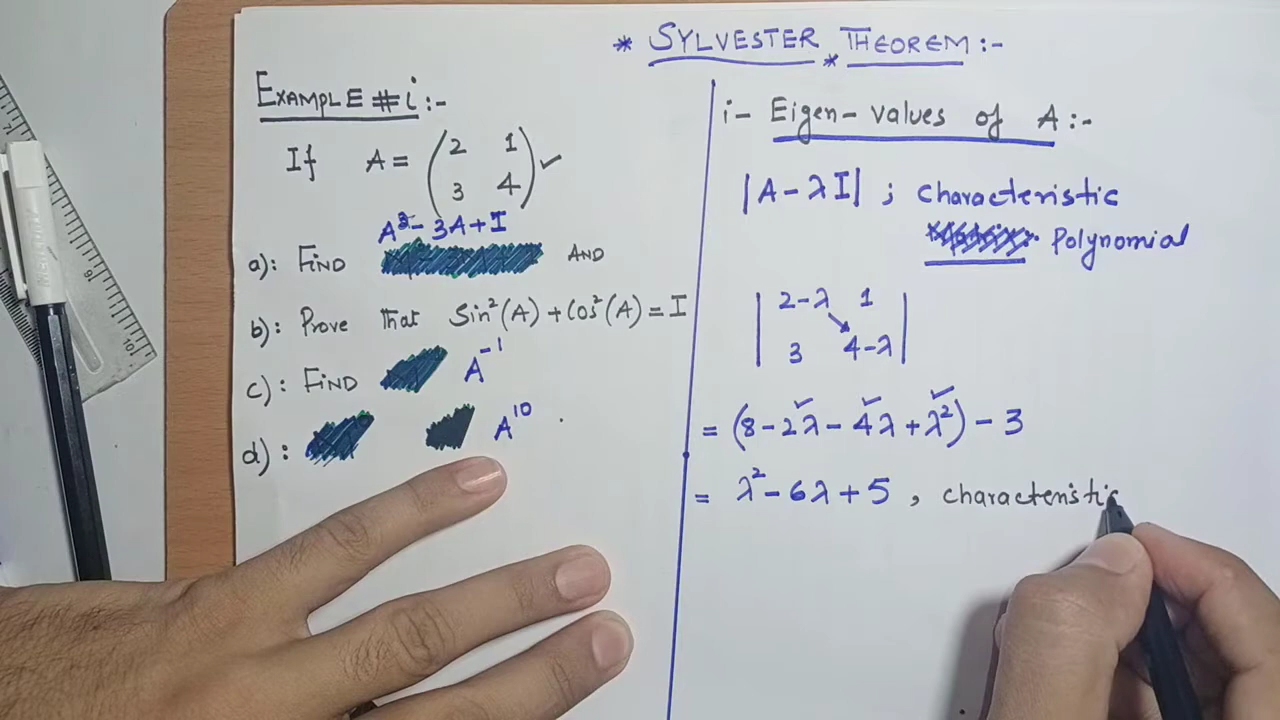 * SYLVESTER * THEOREM:-
EXAMPLE # i:-
If A = (2 1
3 4) ✓
A³ - 3A + I
a): FIND AND
b): Prove that Sin²(A) + Cos²(A) = I
c): FIND A⁻¹
d): A¹⁰ .
i- Eigen-values of A:-
|A - λI| ; Characteristic
Polynomial
|2-λ 1
3 4-λ|
= (8 - 2λ - 4λ + λ²) - 3
= λ² - 6λ + 5 , characteristic